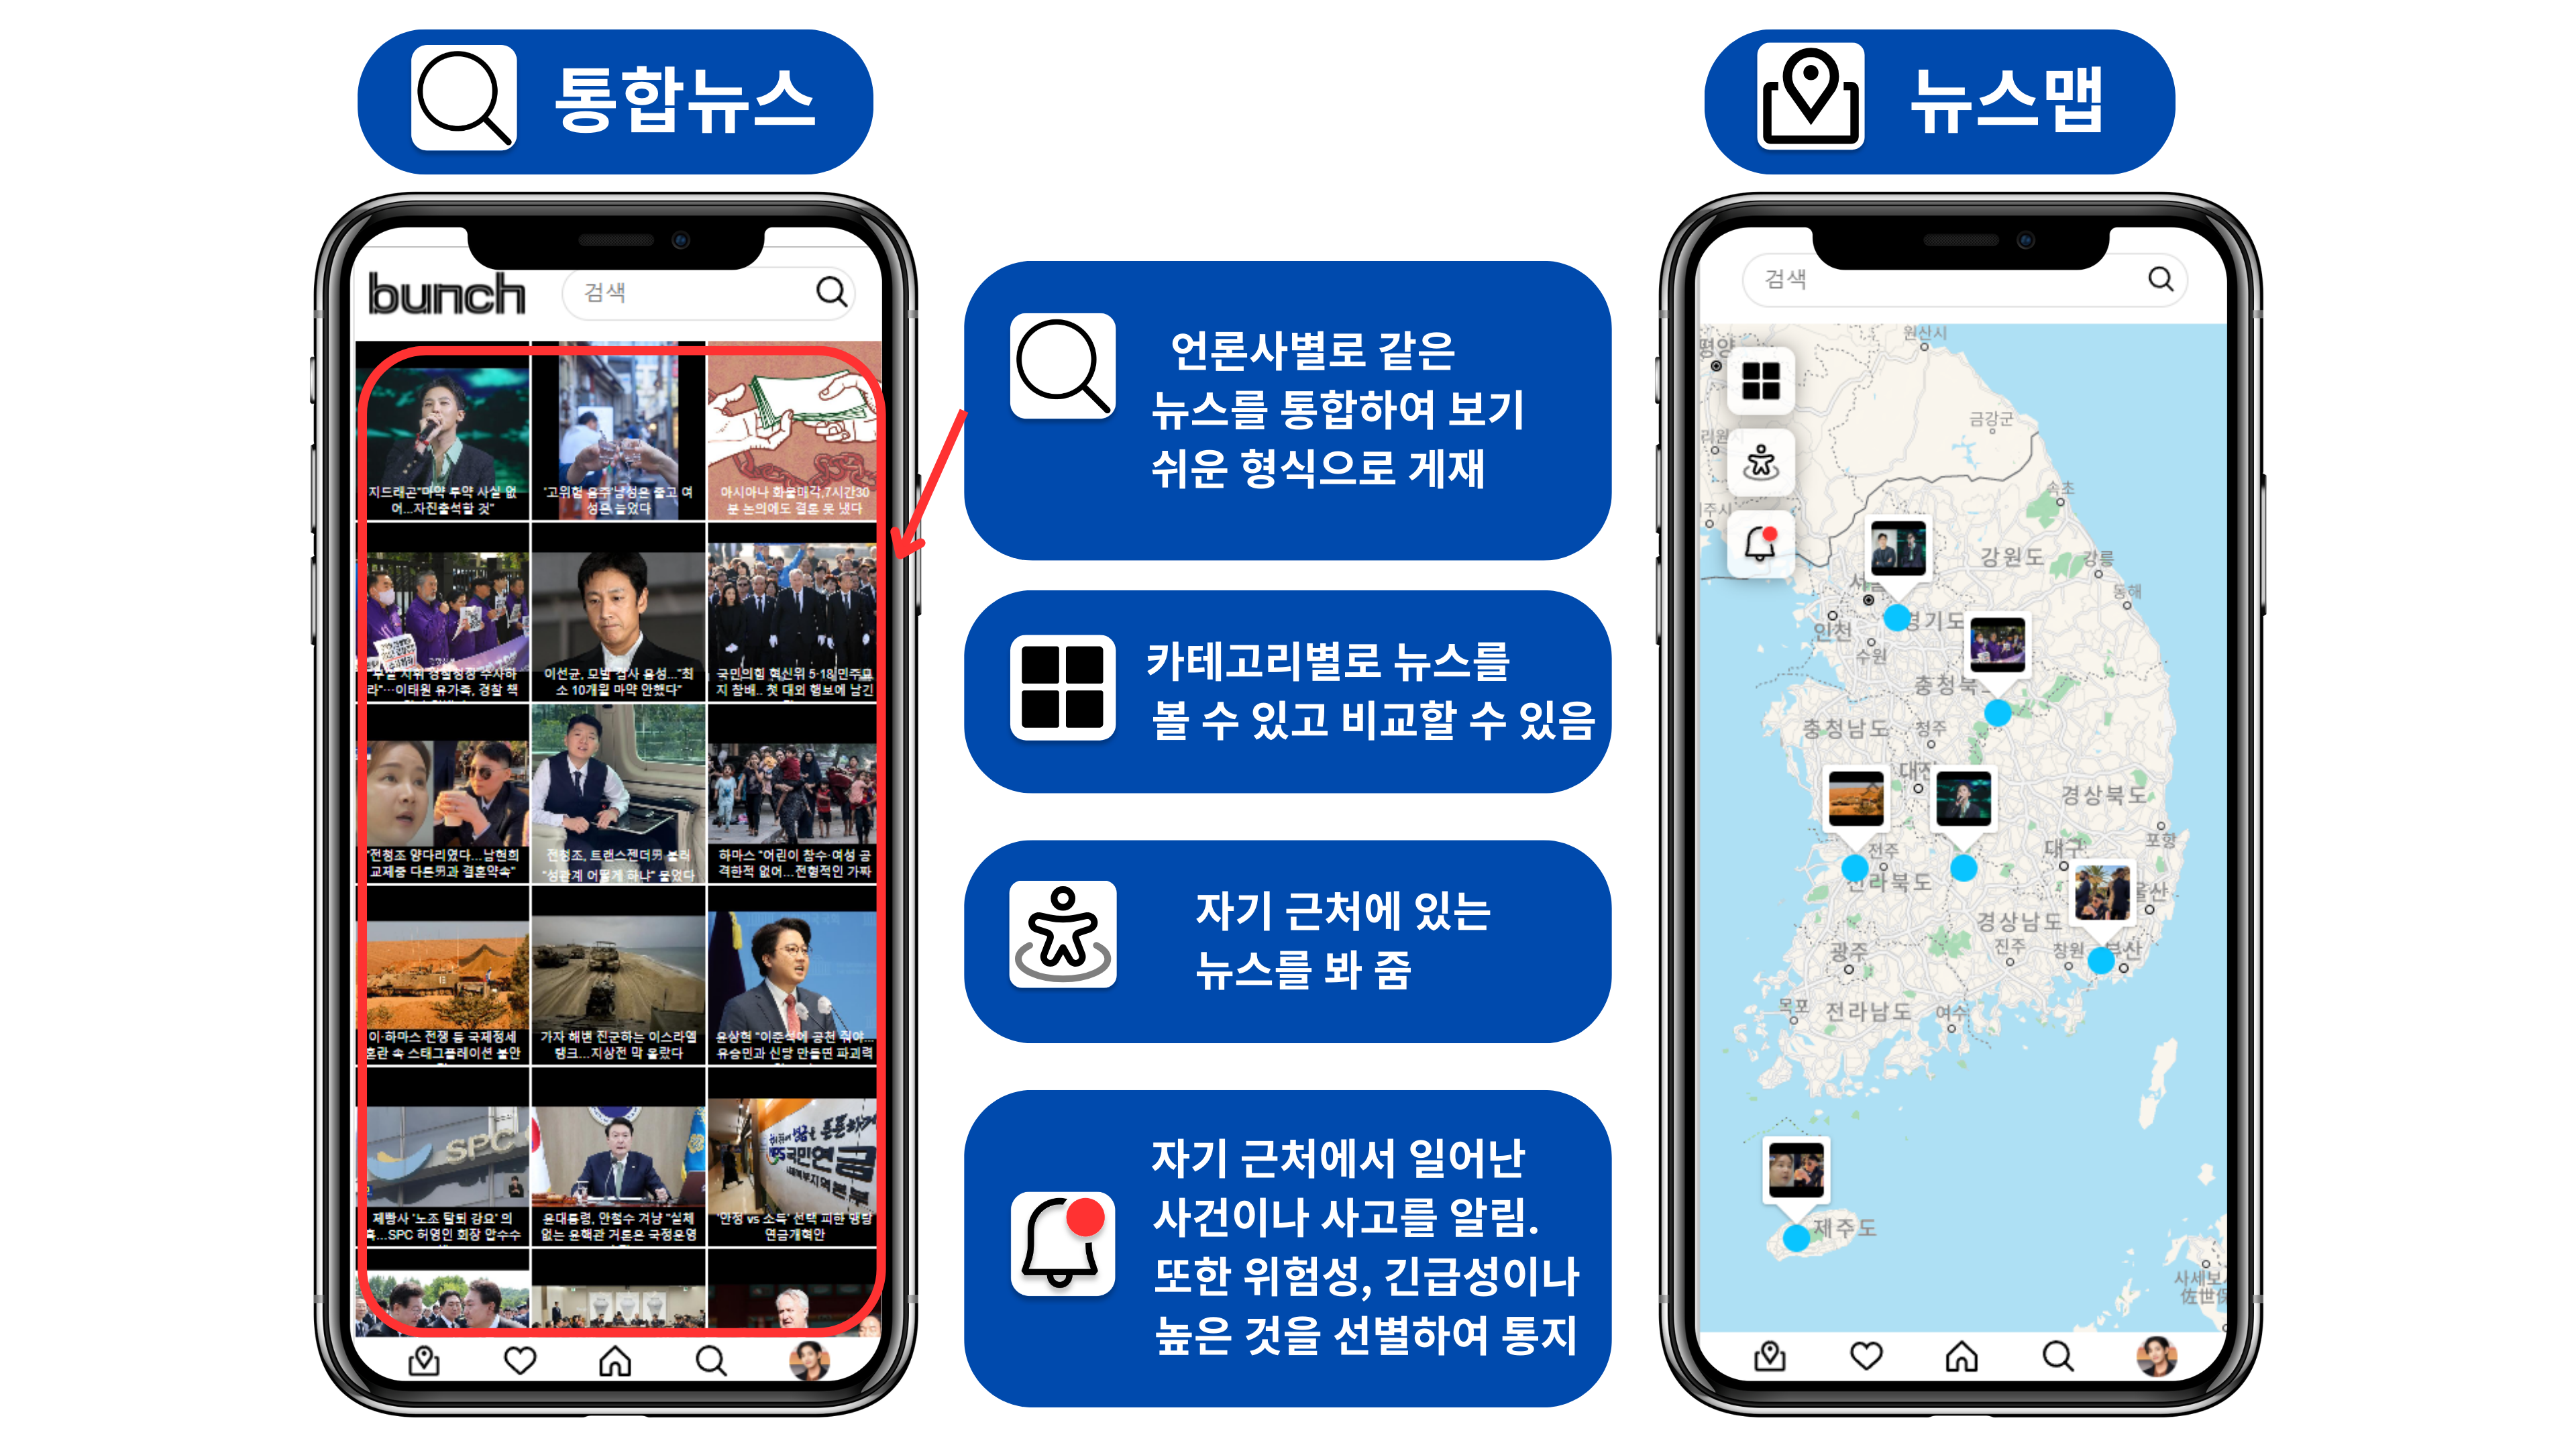 통합뉴스
뉴스맵
bunch
검색
지드래곤"마약 투약 사실 없
어...자진출석할 것"
'고위험 음주'남성은 줄고 여
성은 늘었다
아시아나 화물매각,7시간30
분 논의에도 결론 못 냈다
"부실 지휘 경찰청장 수사하
라"…이태원 유가족, 경찰 책
이선균, 모발 검사 음성..."최
소 10개월 마약 안했다"
국민의힘 혁신위 5·18민주묘
지 참배.. 첫 대외 행보에 남긴
"전청조 양다리였다...남현희
교제중 다른男과 결혼약속"
전청조, 트랜스젠더男 불러
"성관계 어떻게 하냐" 물었다
하마스 "어린이 참수·여성 공
격한적 없어...전형적인 가짜
이·하마스 전쟁 등 국제정세
혼란 속 스태그플레이션 불안
가자 해변 진군하는 이스라엘
탱크...지상전 막 올랐다
윤상현 "이준석에 공천 줘야...
유승민과 신당 만들면 파괴력
SPC
제빵사 '노조 탈퇴 강요' 의
혹...SPC 허영인 회장 압수수
윤대통령, 안철수 겨냥 "실체
없는 윤핵관 거론은 국정운영
NPS 국민연금
'안정 vs 소득' 선택 피한 맹탕
연금개혁안
언론사별로 같은
뉴스를 통합하여 보기
쉬운 형식으로 게재
카테고리별로 뉴스를
볼 수 있고 비교할 수 있음
자기 근처에 있는
뉴스를 봐 줌
자기 근처에서 일어난
사건이나 사고를 알림.
또한 위험성, 긴급성이나
높은 것을 선별하여 통지
검색
원산시
평양
금강군
리원
속초
주시
강원도
강릉
동해
경기도
인천
수원
충청북
충청남도
청주
대전
경상북도
포항
전주
대구
전라북도
울산
경상남도
진주
창원
부산
광주
목포
전라남도
여수
제주도
사세보
佐世保